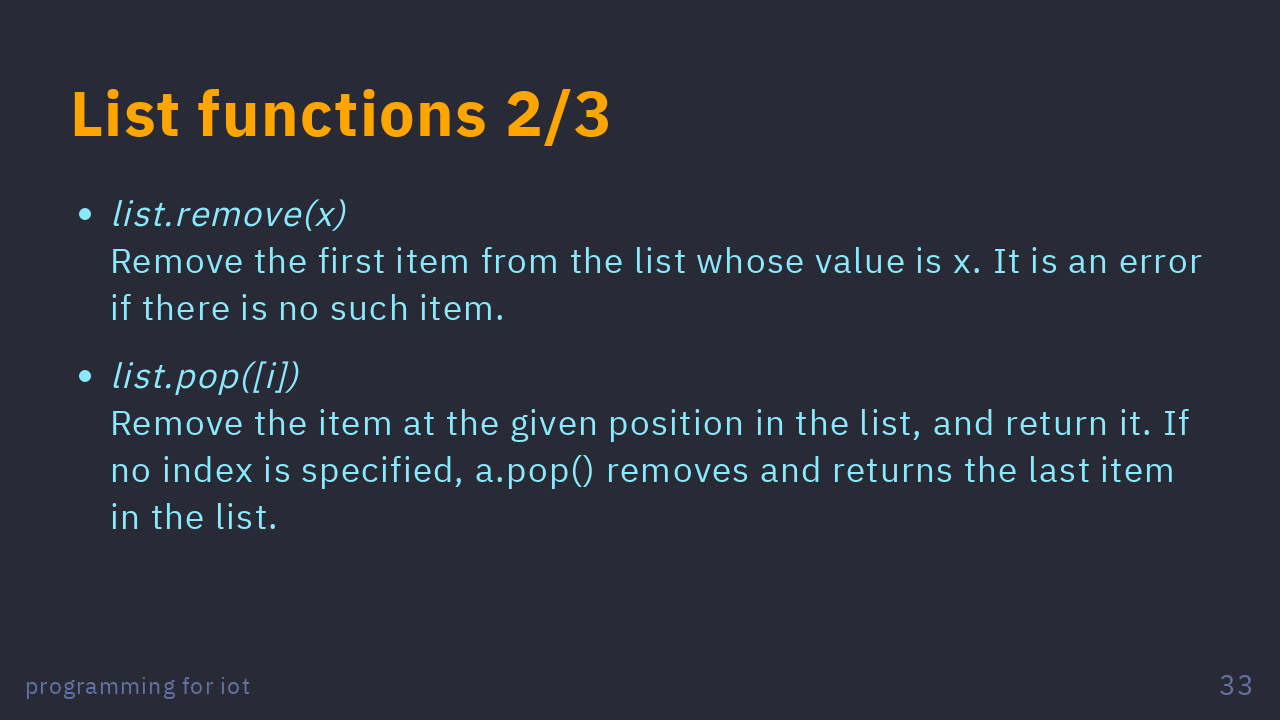 List functions 2/3
• list.remove(x)
Remove the first item from the list whose value is x. It is an error
if there is no such item.
• list.pop([i])
Remove the item at the given position in the list, and return it. If
no index is specified, a.pop() removes and returns the last item
in the list.
programming for iot
33